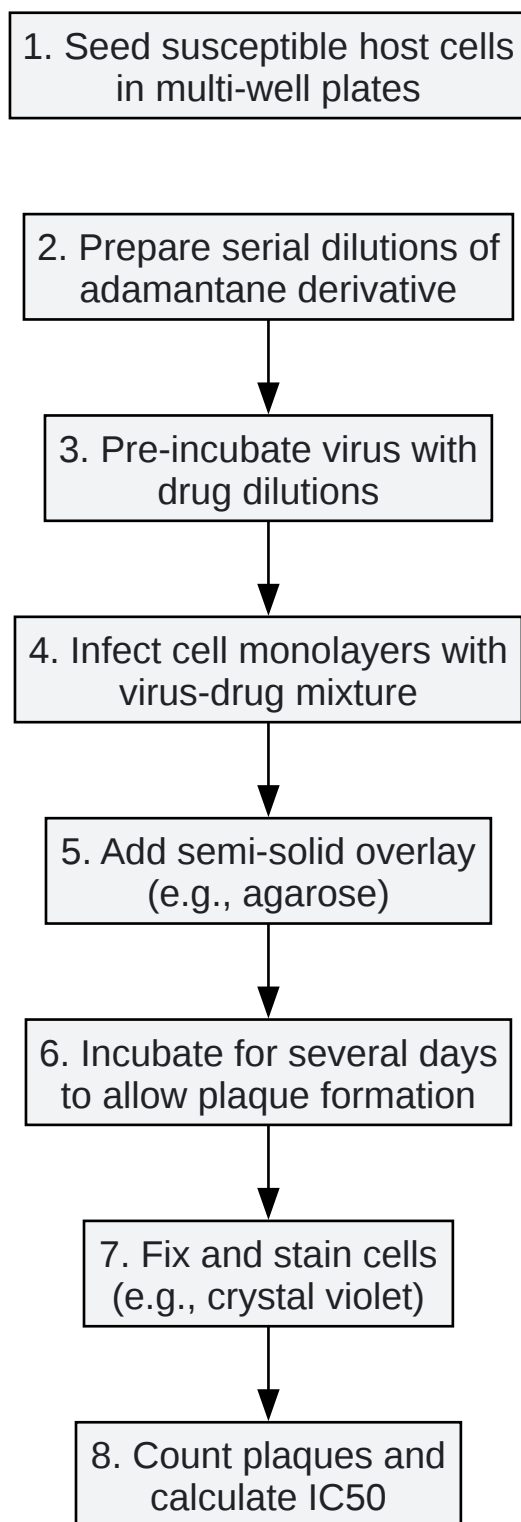 1. Seed susceptible host cells
in multi-well plates
2. Prepare serial dilutions of
adamantane derivative
3. Pre-incubate virus with
drug dilutions
4. Infect cell monolayers with
virus-drug mixture
5. Add semi-solid overlay
(e.g., agarose)
6. Incubate for several days
to allow plaque formation
7. Fix and stain cells
(e.g., crystal violet)
8. Count plaques and
calculate IC50